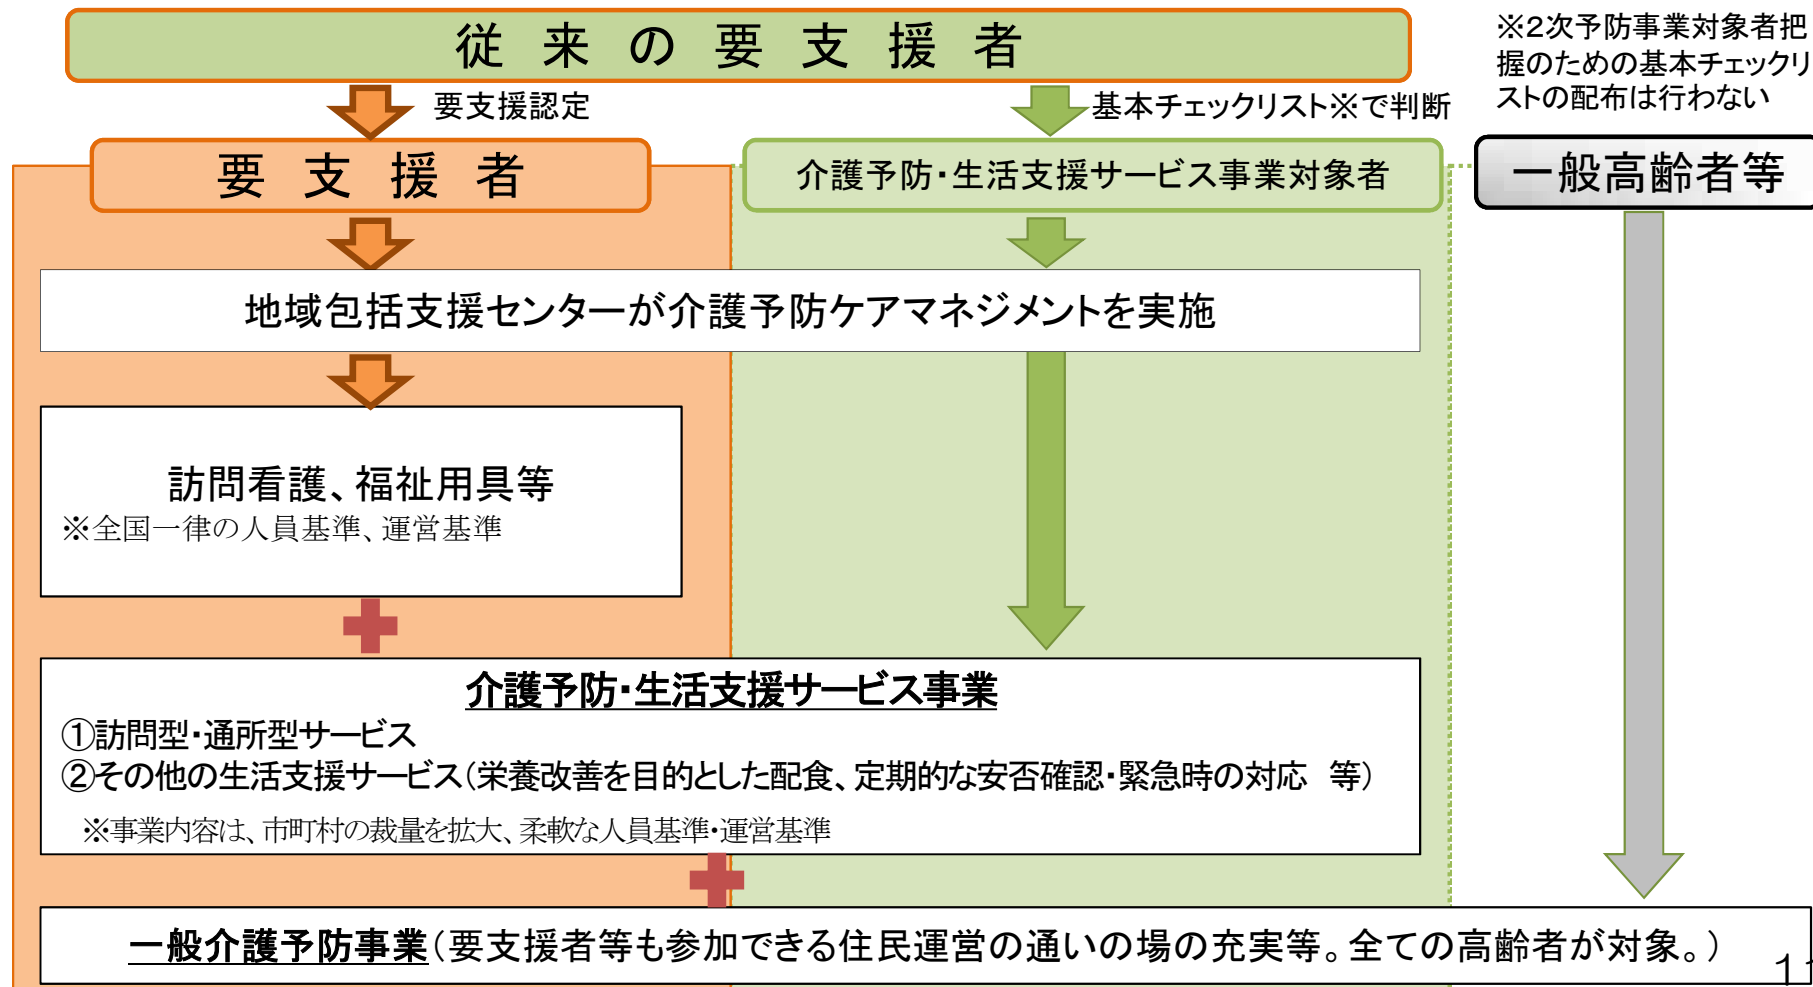 従来の要支援者
※2次予防事業対象者把
握のための基本チェックリ
ストの配布は行わない
要支援認定
基本チェックリスト※で判断
要支援者
介護予防・生活支援サービス事業対象者
一般高齢者等
地域包括支援センターが介護予防ケアマネジメントを実施
訪問看護、福祉用具等
※全国一律の人員基準、運営基準
介護予防・生活支援サービス事業
①訪問型・通所型サービス
②その他の生活支援サービス(栄養改善を目的とした配食、定期的な安否確認・緊急時の対応　等)
※事業内容は、市町村の裁量を拡大、柔軟な人員基準・運営基準
一般介護予防事業(要支援者等も参加できる住民運営の通いの場の充実等。全ての高齢者が対象。)
11